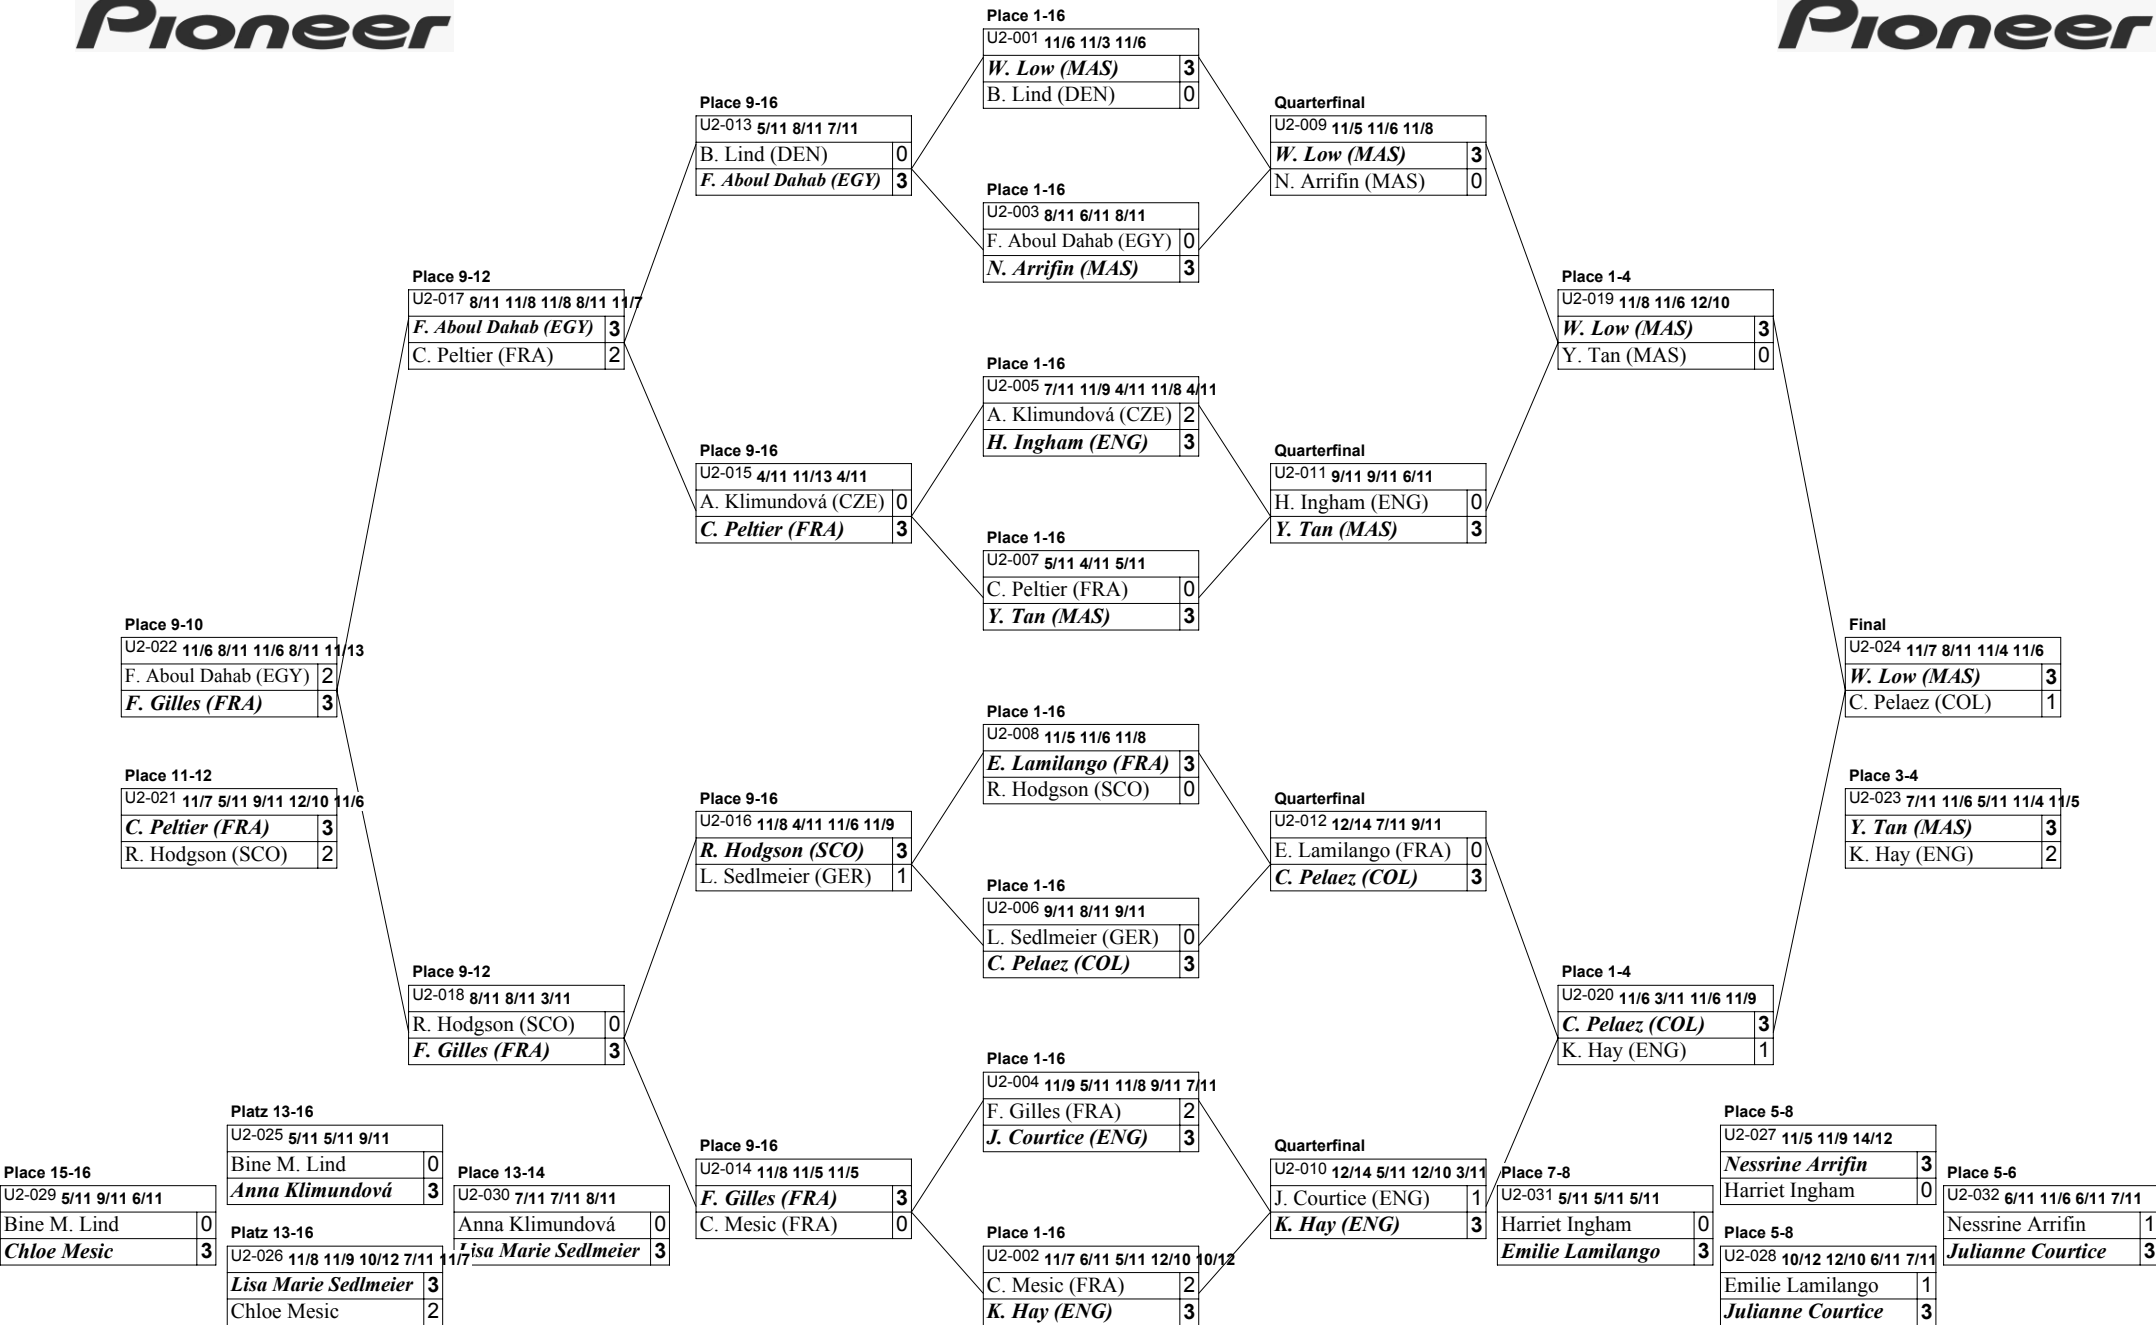 Pioneer
Pioneer
Place 1-16
U2-001 11/6 11/3 11/6
W. Low (MAS) 3
B. Lind (DEN) 0
Place 9-16
U2-013 5/11 8/11 7/11
B. Lind (DEN) 0
F. Aboul Dahab (EGY) 3
Quarterfinal
U2-009 11/5 11/6 11/8
W. Low (MAS) 3
N. Arrifin (MAS) 0
Place 1-16
U2-003 8/11 6/11 8/11
F. Aboul Dahab (EGY) 0
N. Arrifin (MAS) 3
Place 9-12
U2-017 8/11 11/8 11/8 8/11 11/7
F. Aboul Dahab (EGY) 3
C. Peltier (FRA) 2
Place 1-4
U2-019 11/8 11/6 12/10
W. Low (MAS) 3
Y. Tan (MAS) 0
Place 1-16
U2-005 7/11 11/9 4/11 11/8 4/11
A. Klimundová (CZE) 2
H. Ingham (ENG) 3
Place 9-16
U2-015 4/11 11/13 4/11
A. Klimundová (CZE) 0
C. Peltier (FRA) 3
Quarterfinal
U2-011 9/11 9/11 6/11
H. Ingham (ENG) 0
Y. Tan (MAS) 3
Place 1-16
U2-007 5/11 4/11 5/11
C. Peltier (FRA) 0
Y. Tan (MAS) 3
Place 9-10
U2-022 11/6 8/11 11/6 8/11 11/13
F. Aboul Dahab (EGY) 2
F. Gilles (FRA) 3
Final
U2-024 11/7 8/11 11/4 11/6
W. Low (MAS) 3
C. Pelaez (COL) 1
Place 1-16
U2-008 11/5 11/6 11/8
E. Lamilango (FRA) 3
R. Hodgson (SCO) 0
Place 11-12
U2-021 11/7 5/11 9/11 12/10 11/6
C. Peltier (FRA) 3
R. Hodgson (SCO) 2
Place 3-4
U2-023 7/11 11/6 5/11 11/4 11/5
Y. Tan (MAS) 3
K. Hay (ENG) 2
Place 9-16
U2-016 11/8 4/11 11/6 11/9
R. Hodgson (SCO) 3
L. Sedlmeier (GER) 1
Quarterfinal
U2-012 12/14 7/11 9/11
E. Lamilango (FRA) 0
C. Pelaez (COL) 3
Place 1-16
U2-006 9/11 8/11 9/11
L. Sedlmeier (GER) 0
C. Pelaez (COL) 3
Place 9-12
U2-018 8/11 8/11 3/11
R. Hodgson (SCO) 0
F. Gilles (FRA) 3
Place 1-4
U2-020 11/6 3/11 11/6 11/9
C. Pelaez (COL) 3
K. Hay (ENG) 1
Place 1-16
U2-004 11/9 5/11 11/8 9/11 7/11
F. Gilles (FRA) 2
J. Courtice (ENG) 3
Platz 13-16
U2-025 5/11 5/11 9/11
Bine M. Lind 0
Anna Klimundová 3
Place 5-8
U2-027 11/5 11/9 14/12
Nessrine Arrifin 3
Harriet Ingham 0
Place 9-16
U2-014 11/8 11/5 11/5
F. Gilles (FRA) 3
C. Mesic (FRA) 0
Quarterfinal
U2-010 12/14 5/11 12/10 3/11
J. Courtice (ENG) 1
K. Hay (ENG) 3
Place 15-16
U2-029 5/11 9/11 6/11
Bine M. Lind 0
Chloe Mesic 3
Place 13-14
U2-030 7/11 7/11 8/11
Anna Klimundová 0
Lisa Marie Sedlmeier 3
Place 7-8
U2-031 5/11 5/11 5/11
Harriet Ingham 0
Emilie Lamilango 3
Place 5-6
U2-032 6/11 11/6 6/11 7/11
Nessrine Arrifin 1
Julianne Courtice 3
Platz 13-16
U2-026 11/8 11/9 10/12 7/11 11/7
Lisa Marie Sedlmeier 3
Chloe Mesic 2
Place 1-16
U2-002 11/7 6/11 5/11 12/10 10/12
C. Mesic (FRA) 2
K. Hay (ENG) 3
Place 5-8
U2-028 10/12 12/10 6/11 7/11
Emilie Lamilango 1
Julianne Courtice 3